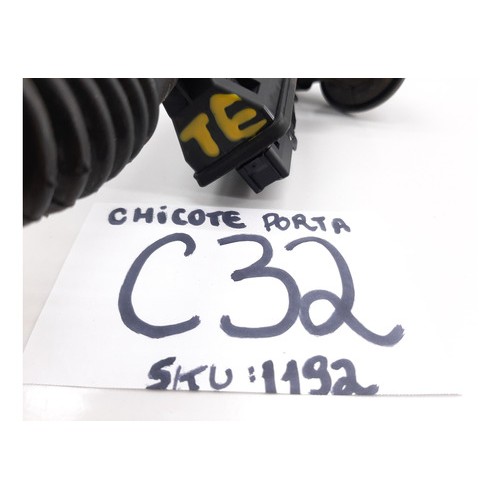 TE
CHiCOTE PORTA
C32
SKU:1192